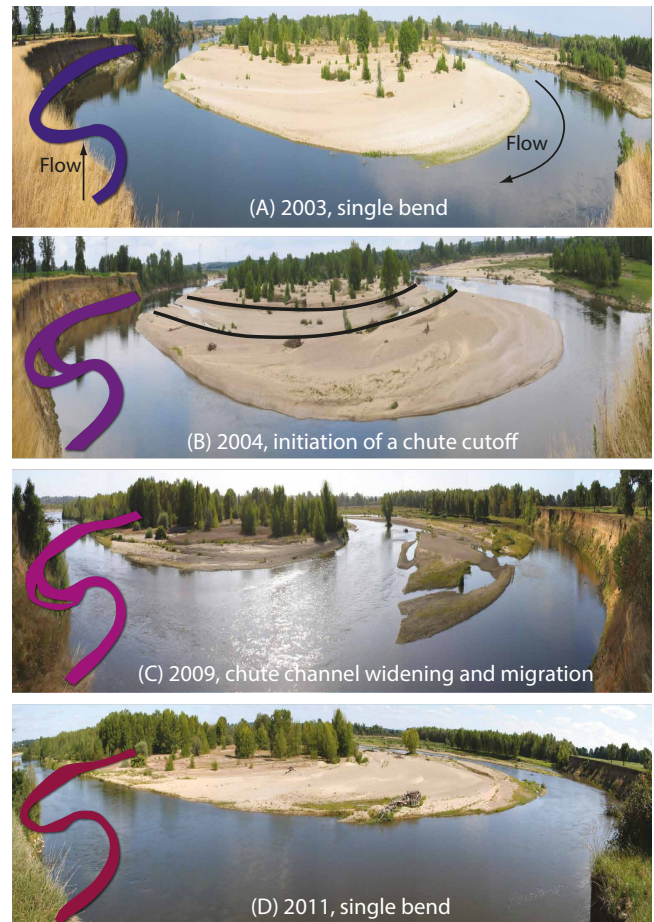 Flow
Flow
(A) 2003, single bend
(B) 2004, initiation of a chute cutoff
(C) 2009, chute channel widening and migration
(D) 2011, single bend